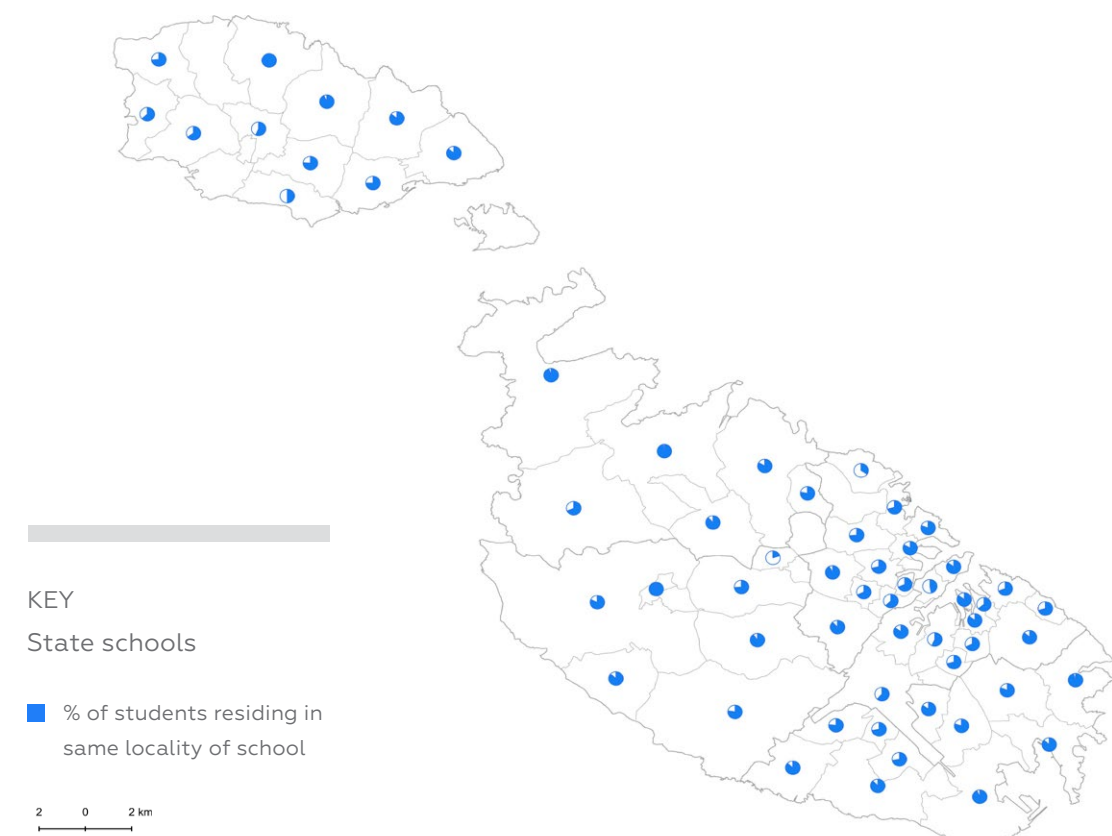 KEY
State schools
% of students residing in
same locality of school
2 0 2 km